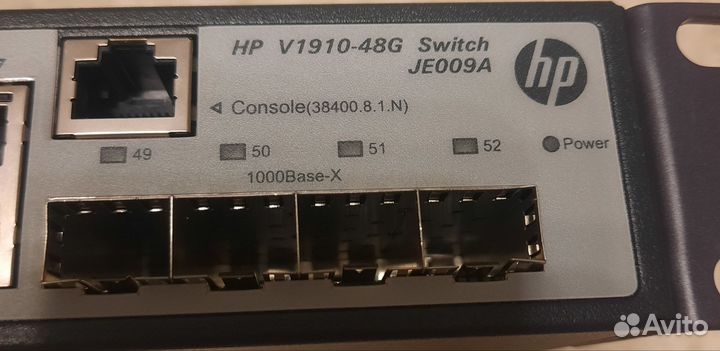 HP V1910-48G Switch
JE009A
hp
Console(38400.8.1.N)
49 50 51 52 Power
1000Base-X
Avito